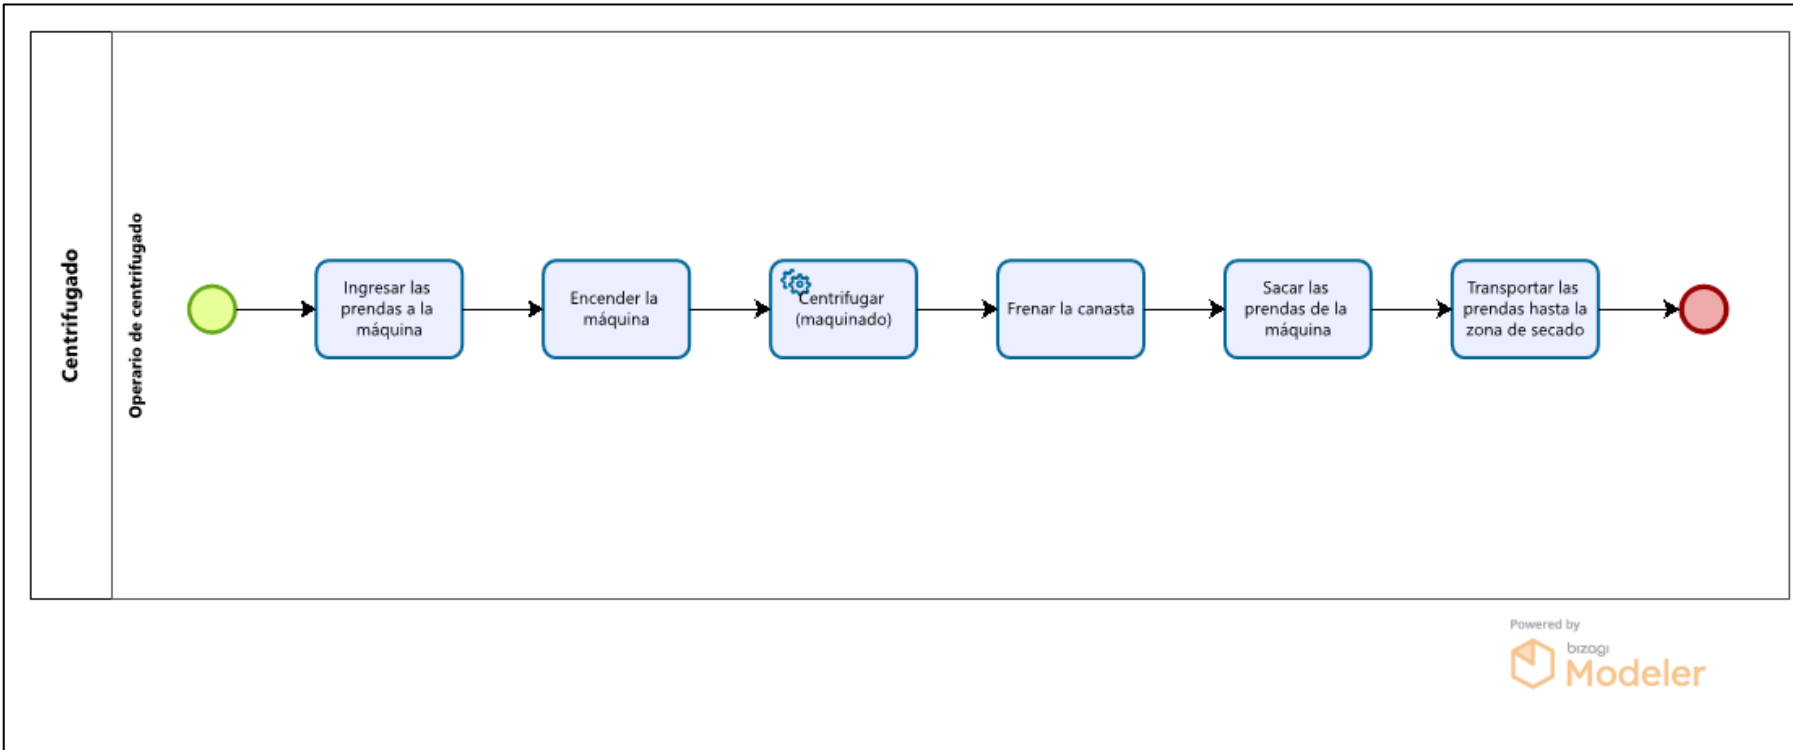 Centrifugado
Operario de centrifugado
Ingresar las
prendas a la
máquina
Encender la
máquina
Centrifugar
(maquinado)
Frenar la canasta
Sacar las
prendas de la
máquina
Transportar las
prendas hasta la
zona de secado
Powered by
bizagi
Modeler